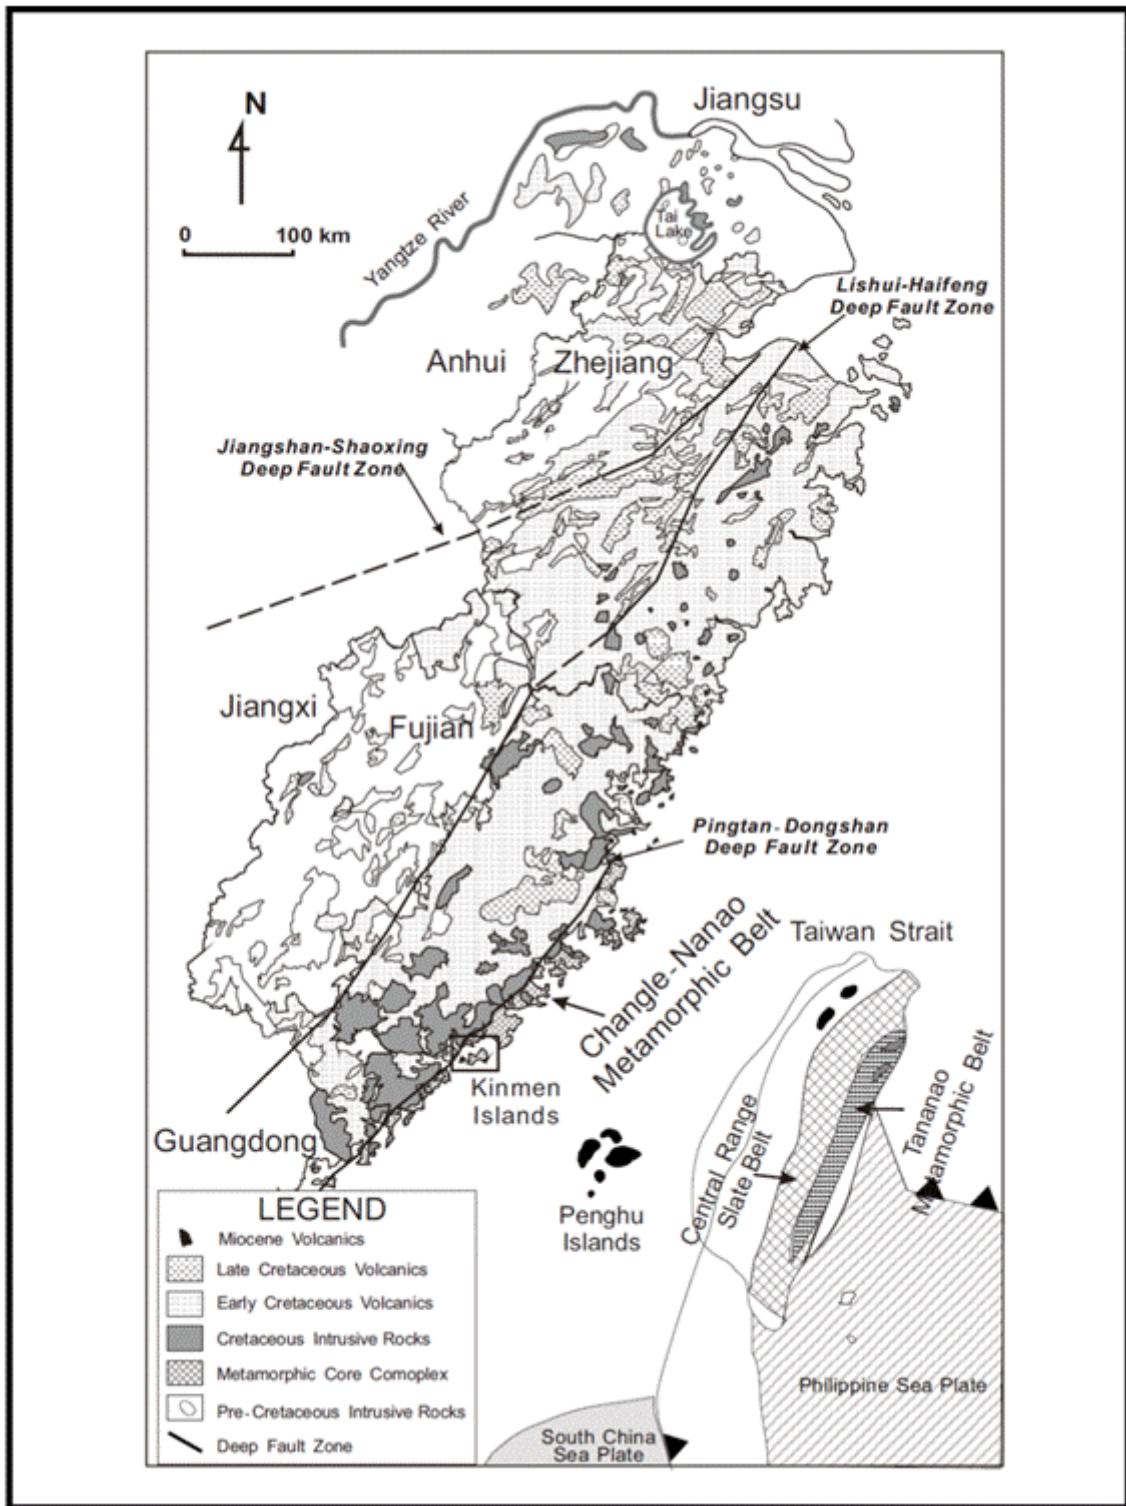 Jiangsu
N
0 100 km
Yangtze River
Tai
Lake
Lishui-Haifeng
Deep Fault Zone
Anhui
Zhejiang
Jiangshan-Shaoxing
Deep Fault Zone
Jiangxi
Fujian
Pingtan-Dongshan
Deep Fault Zone
Changle-Nanao
Metamorphic Belt
Taiwan Strait
Kinmen
Islands
Guangdong
Penghu
Islands
Central Range
Slate Belt
Tananao
Metamorphic Belt
Philippine Sea Plate
South China
Sea Plate
LEGEND
Miocene Volcanics
Late Cretaceous Volcanics
Early Cretaceous Volcanics
Cretaceous Intrusive Rocks
Metamorphic Core Comoplex
Pre-Cretaceous Intrusive Rocks
Deep Fault Zone